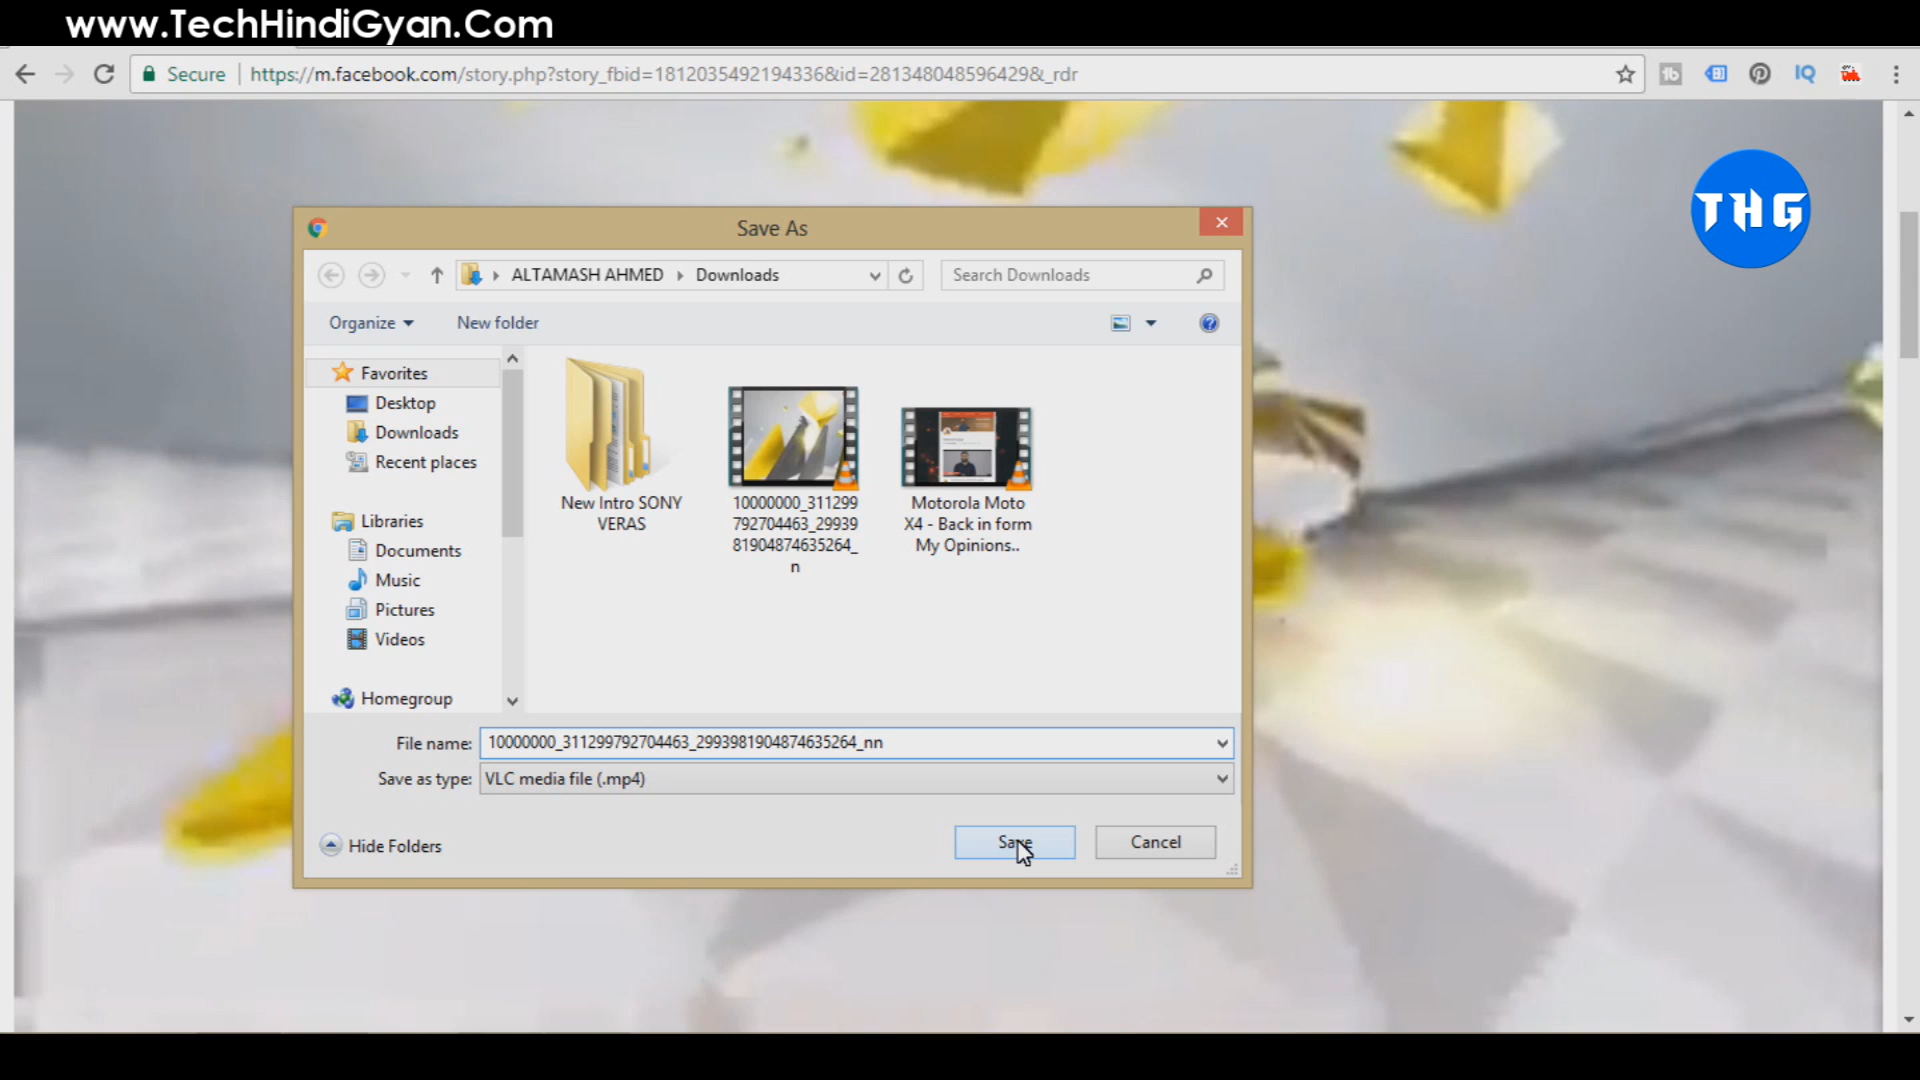 www.TechHindiGyan.Com
Secure https://m.facebook.com/story.php?story_fbid=1812035492194336&id=281348048596429&_rdr
IQ
THG
Save As
ALTAMASH AHMED Downloads
Search Downloads
Organize New folder
Favorites
Desktop
Downloads
Recent places
Libraries
Documents
Music
Pictures
Videos
Homegroup
New Intro SONY
VERAS
10000000_311299
792704463_29939
81904874635264_
n
Motorola Moto
X4 - Back in form
My Opinions..
File name: 10000000_311299792704463_2993981904874635264_nn
Save as type: VLC media file (.mp4)
Hide Folders
Save Cancel